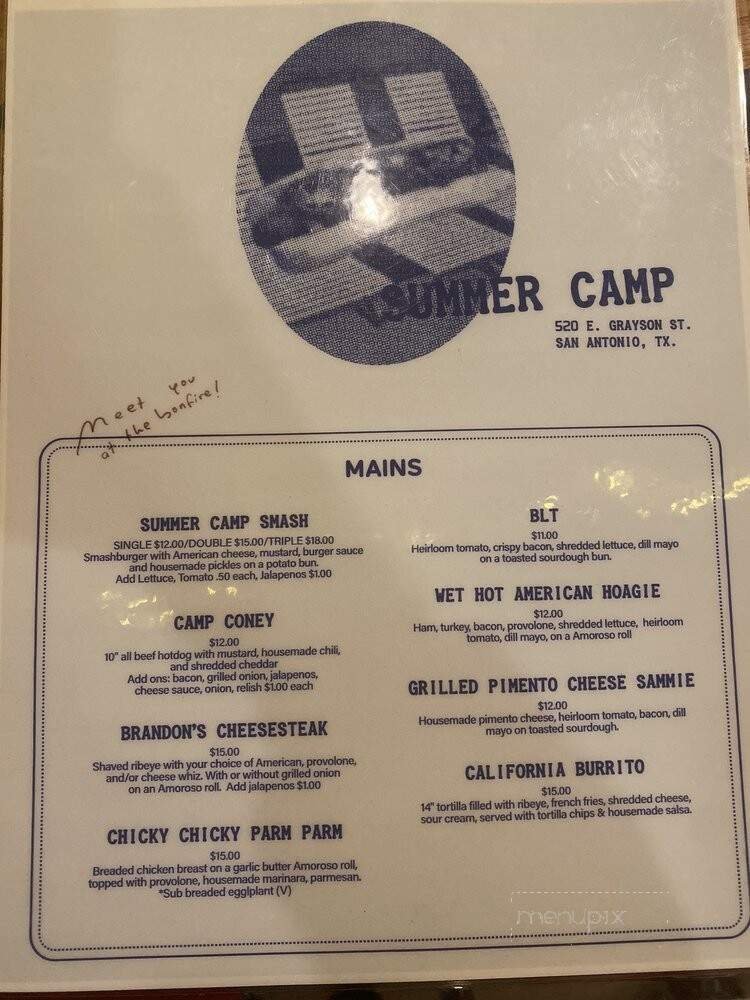 SUMMER CAMP
520 E. GRAYSON ST.
SAN ANTONIO, TX.
Meet you
at the bonfire!
MAINS
SUMMER CAMP SMASH
SINGLE $12.00/DOUBLE $15.00/TRIPLE $18.00
Smashburger with American cheese, mustard, burger sauce
and housemade pickles on a potato bun.
Add Lettuce, Tomato .50 each, Jalapenos $1.00
CAMP CONEY
$12.00
10" all beef hotdog with mustard, housemade chili,
and shredded cheddar
Add ons: bacon, grilled onion, jalapenos,
cheese sauce, onion, relish $1.00 each
BRANDON'S CHEESESTEAK
$15.00
Shaved ribeye with your choice of American, provolone,
and/or cheese whiz. With or without grilled onion
on an Amoroso roll. Add jalapenos $1.00
CHICKY CHICKY PARM PARM
$15.00
Breaded chicken breast on a garlic butter Amoroso roll,
topped with provolone, housemade marinara, parmesan.
*Sub breaded egglplant (V)
BLT
$11.00
Heirloom tomato, crispy bacon, shredded lettuce, dill mayo
on a toasted sourdough bun.
WET HOT AMERICAN HOAGIE
$12.00
Ham, turkey, bacon, provolone, shredded lettuce, heirloom
tomato, dill mayo, on a Amoroso roll
GRILLED PIMENTO CHEESE SAMMIE
$12.00
Housemade pimento cheese, heirloom tomato, bacon, dill
mayo on toasted sourdough.
CALIFORNIA BURRITO
$15.00
14" tortilla filled with ribeye, french fries, shredded cheese,
sour cream, served with tortilla chips & housemade salsa.
menupix